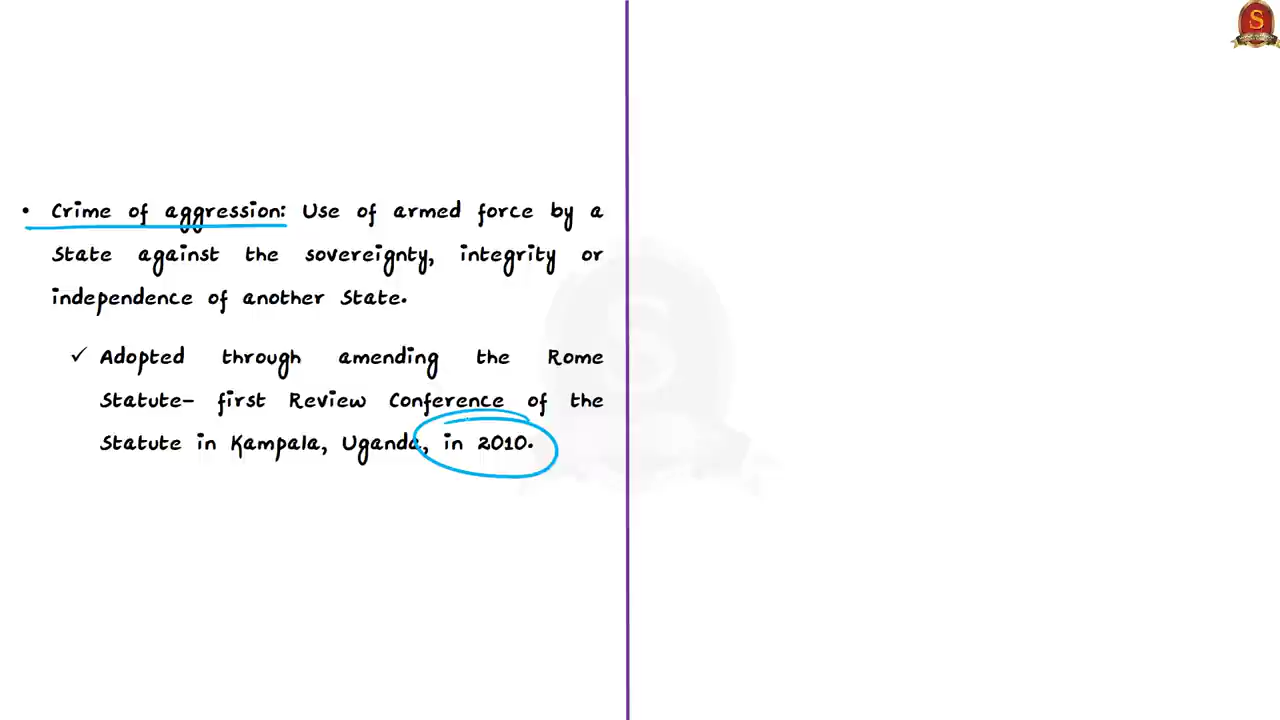 • Crime of aggression: Use of armed force by a
State against the sovereignty, integrity or
independence of another State.
✓ Adopted through amending the Rome
Statute- first Review Conference of the
Statute in Kampala, Uganda, in 2010.
S
S